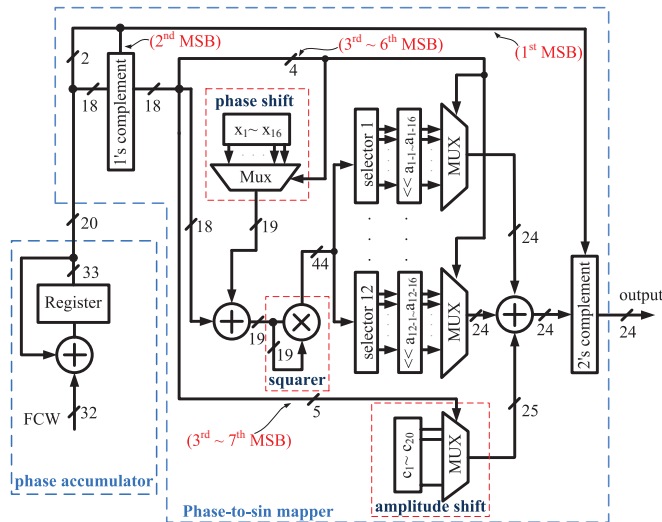 (2nd MSB)
(3rd ~ 6th MSB)
(1st MSB)
2
4
18
1's complement
18
phase shift
x1~ x16
Mux
selector 1
<< a1-1~a1-16
MUX
20
18
19
44
24
33
Register
FCW
32
phase accumulator
19
19
squarer
selector 12
<< a12-1~a12-16
MUX
24
24
2's complement
output
24
(3rd ~ 7th MSB)
5
25
c1~ c20
MUX
amplitude shift
Phase-to-sin mapper